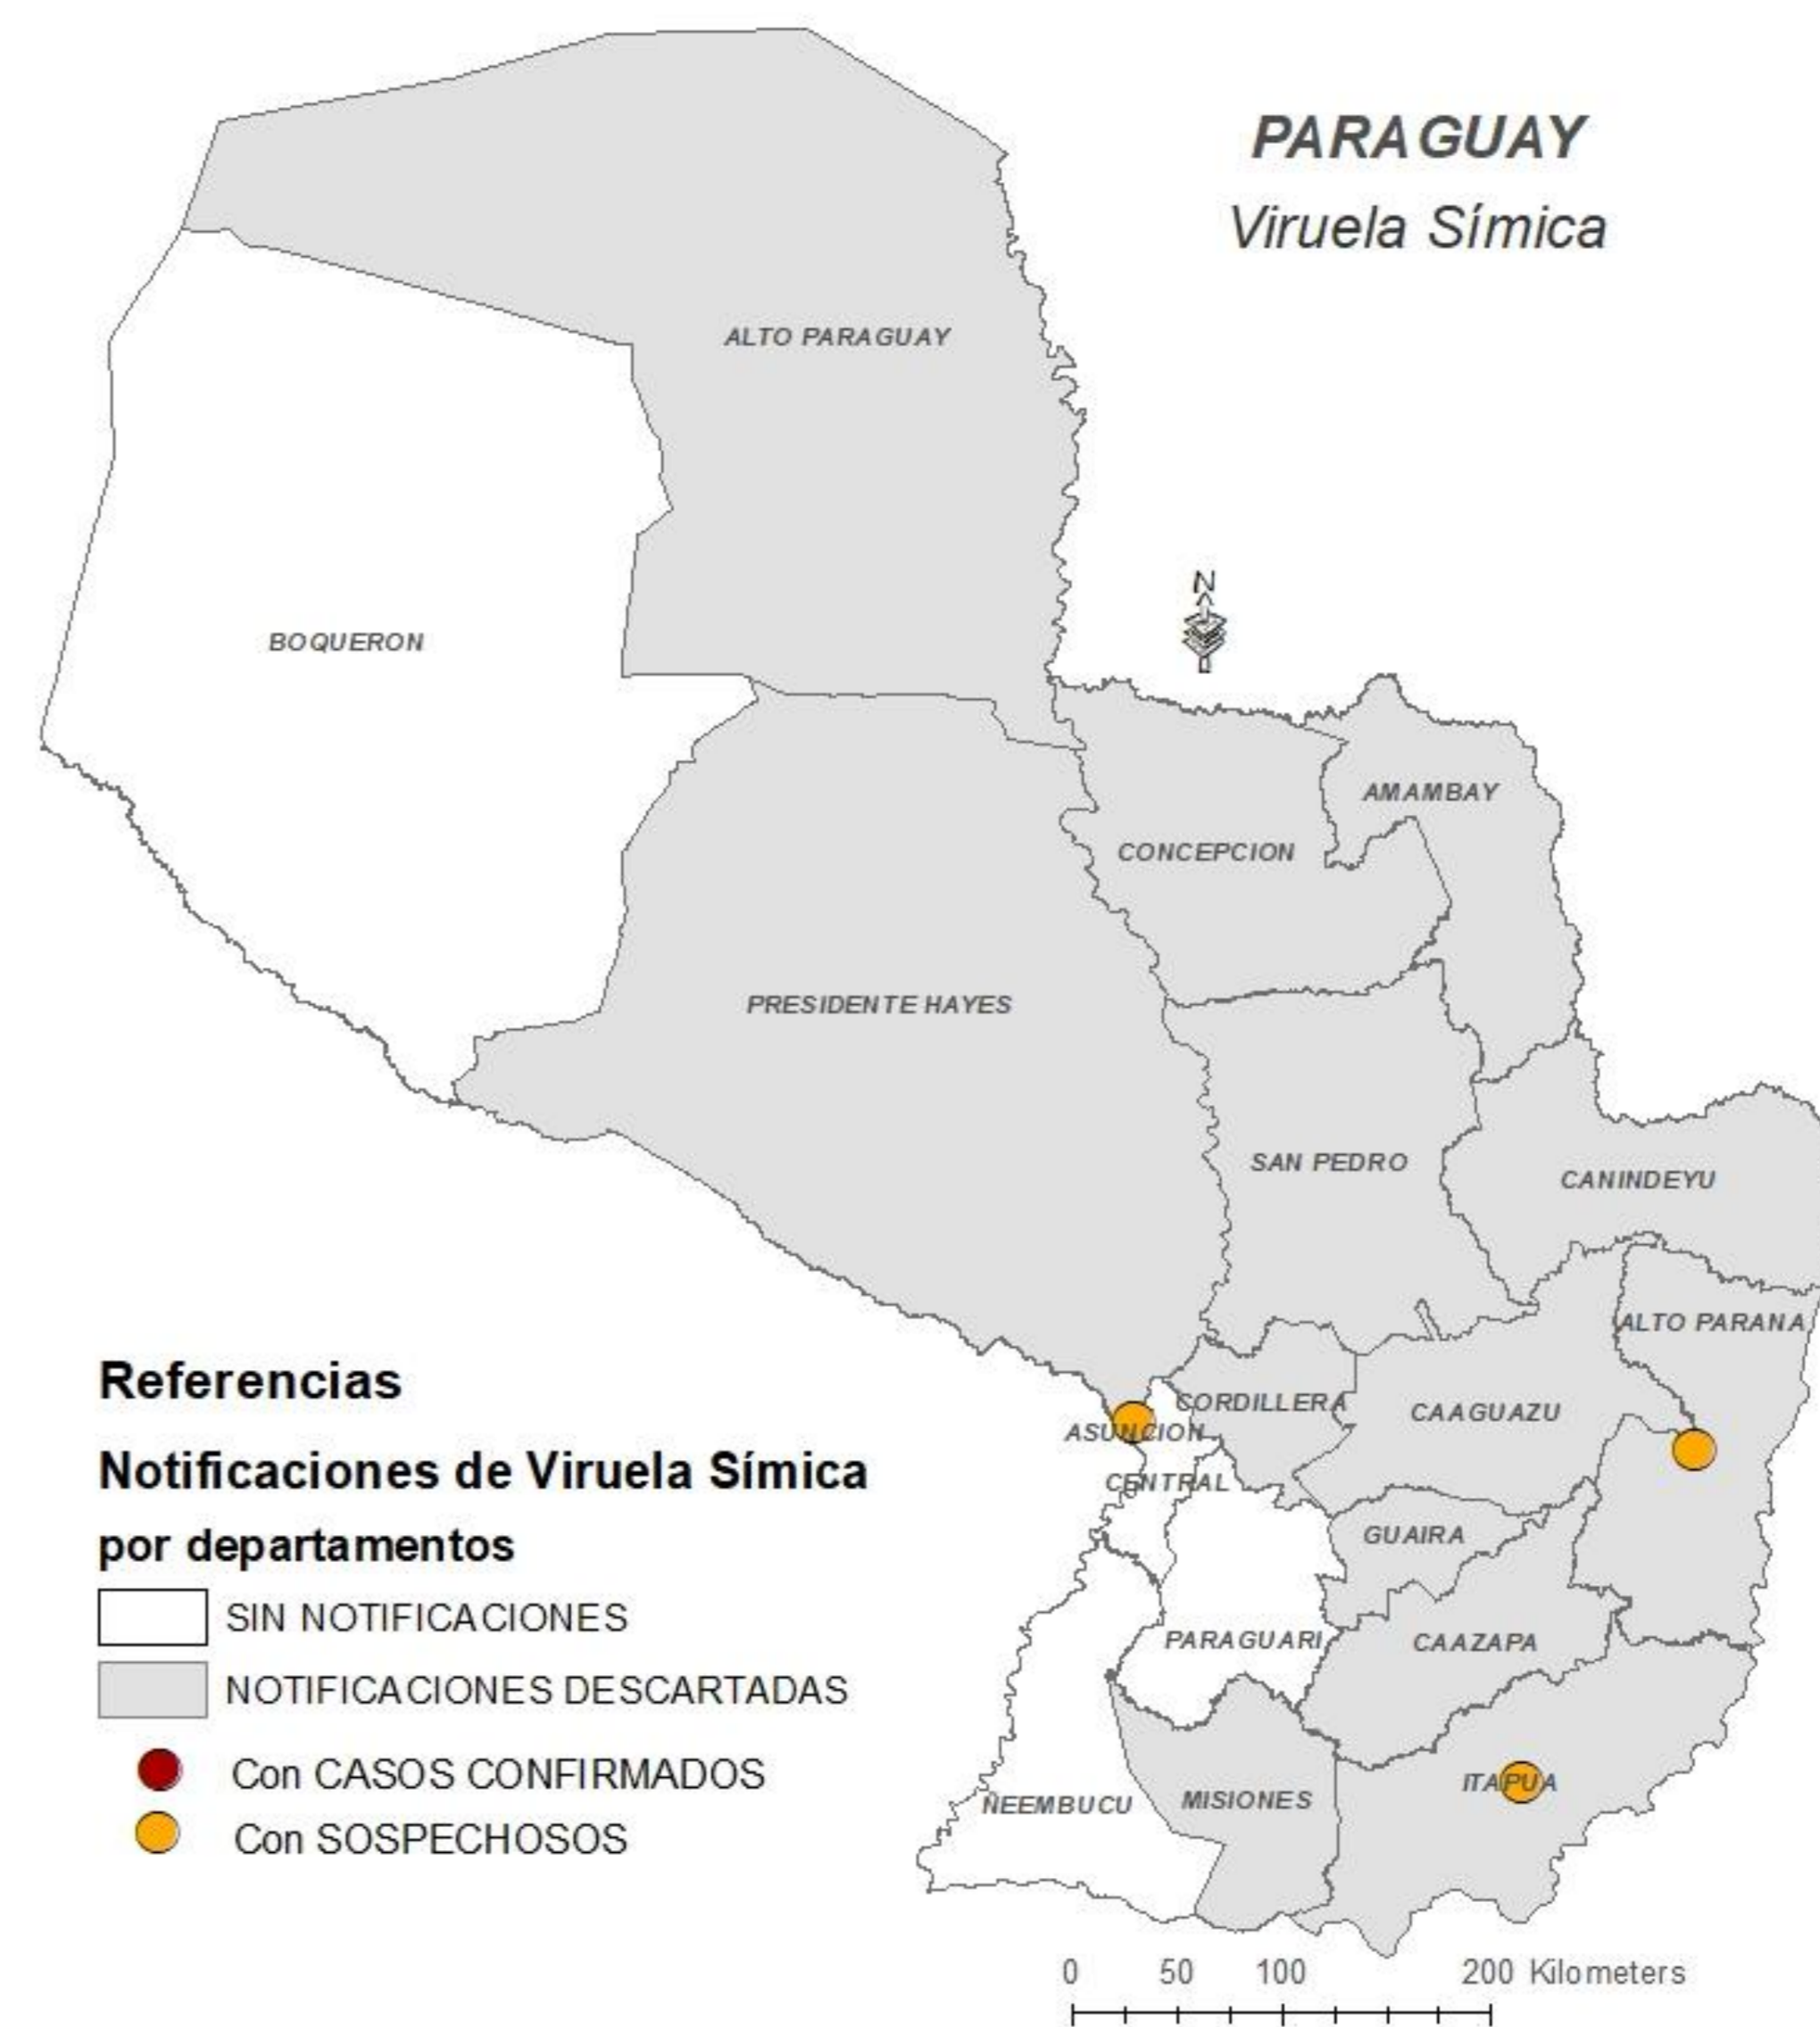 PARAGUAY
Viruela Símica
ALTO PARAGUAY
N
BOQUERON
AMAMBAY
CONCEPCION
PRESIDENTE HAYES
SAN PEDRO
CANINDEYU
ALTO PARANA
CORDILLERA
CAAGUAZU
ASUNCION
CENTRAL
GUAIRA
PARAGUARI
CAAZAPA
ITAPUA
MISIONES
ÑEEMBUCU
Referencias
Notificaciones de Viruela Símica
por departamentos
SIN NOTIFICACIONES
NOTIFICACIONES DESCARTADAS
Con CASOS CONFIRMADOS
Con SOSPECHOSOS
0 50 100 200 Kilometers